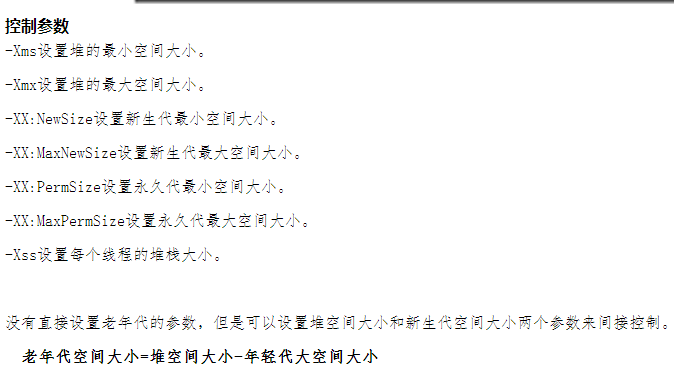 控制参数
-Xms设置堆的最小空间大小。
-Xmx设置堆的最大空间大小。
-XX:NewSize设置新生代最小空间大小。
-XX:MaxNewSize设置新生代最大空间大小。
-XX:PermSize设置永久代最小空间大小。
-XX:MaxPermSize设置永久代最大空间大小。
-Xss设置每个线程的堆栈大小。
没有直接设置老年代的参数，但是可以设置堆空间大小和新生代空间大小两个参数来间接控制。
老年代空间大小=堆空间大小-年轻代大空间大小